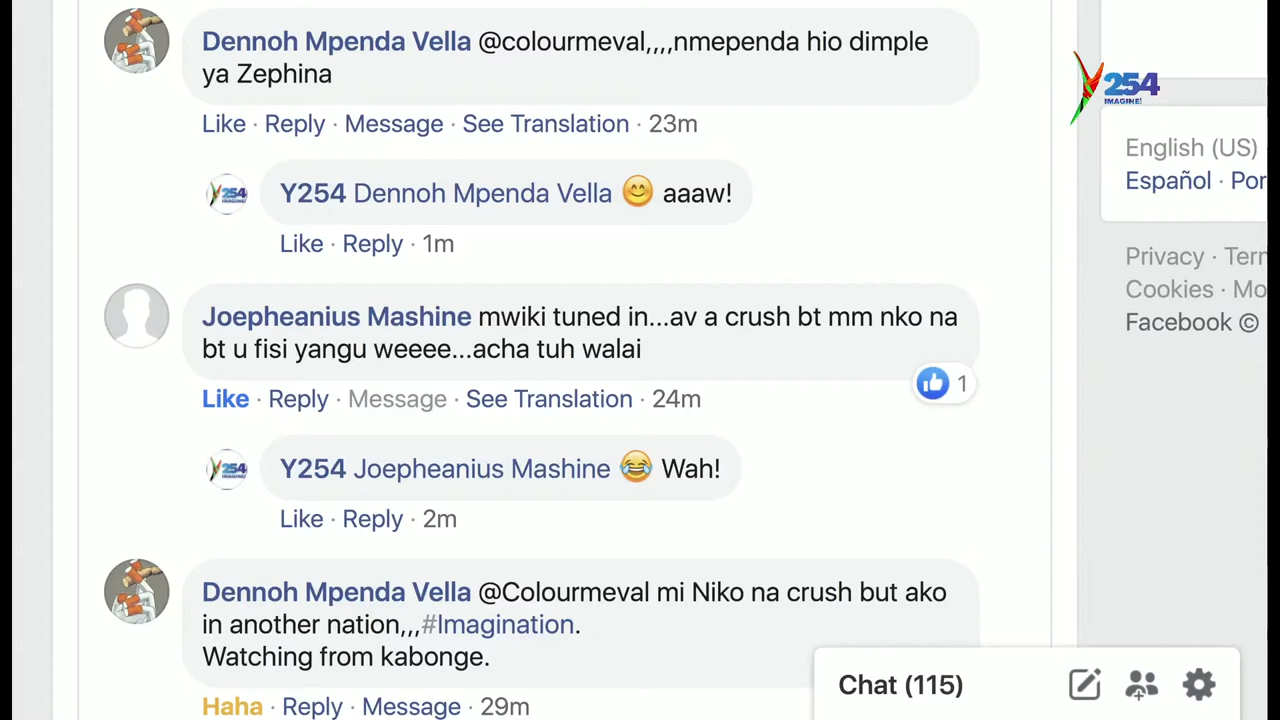 Dennoh Mpenda Vella @colourmeval,,,,nmependa hio dimple
ya Zephina
Like · Reply · Message · See Translation · 23m
Y254 Dennoh Mpenda Vella 😊 aaaw!
Like · Reply · 1m
Joepheanius Mashine mwiki tuned in...av a crush bt mm nko na
bt u fisi yangu weeee...acha tuh walai
1
Like · Reply · Message · See Translation · 24m
Y254 Joepheanius Mashine 😂 Wah!
Like · Reply · 2m
Dennoh Mpenda Vella @Colourmeval mi Niko na crush but ako
in another nation,,,#Imagination.
Watching from kabonge.
Haha · Reply · Message · 29m
Y254
IMAGINE!
English (US) ·
Español · Por
Privacy · Terr
Cookies · Mo
Facebook ©
Chat (115)